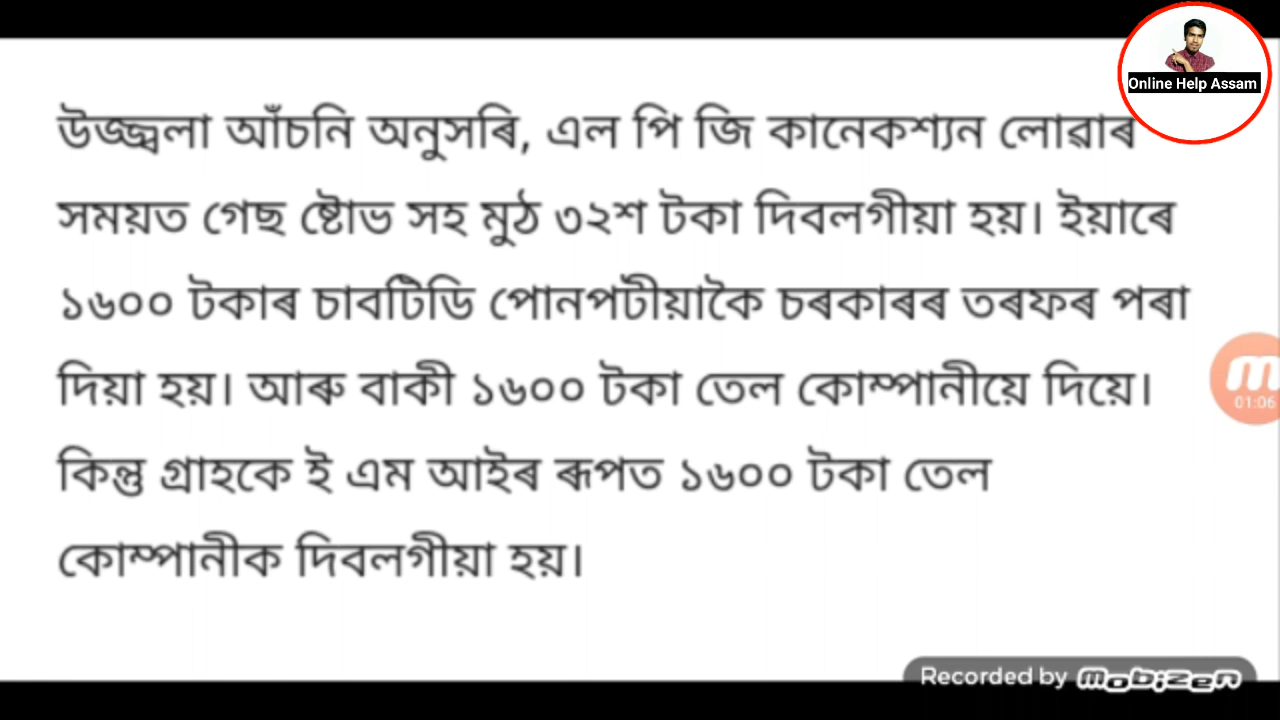 Online Help Assam
উজ্জ্বলা আঁচনি অনুসৰি, এল পি জি কানেকশ্যন লোৱাৰ
সময়ত গেছ ষ্টোভ সহ মুঠ ৩২শ টকা দিবলগীয়া হয়। ইয়াৰে
১৬০০ টকাৰ চাবচিডি পোনপটীয়াকৈ চৰকাৰৰ তৰফৰ পৰা
দিয়া হয়। আৰু বাকী ১৬০০ টকা তেল কোম্পানীয়ে দিয়ে।
01:06
কিন্তু গ্ৰাহকে ই এম আইৰ ৰূপত ১৬০০ টকা তেল
কোম্পানীক দিবলগীয়া হয়।
Recorded by mobizen